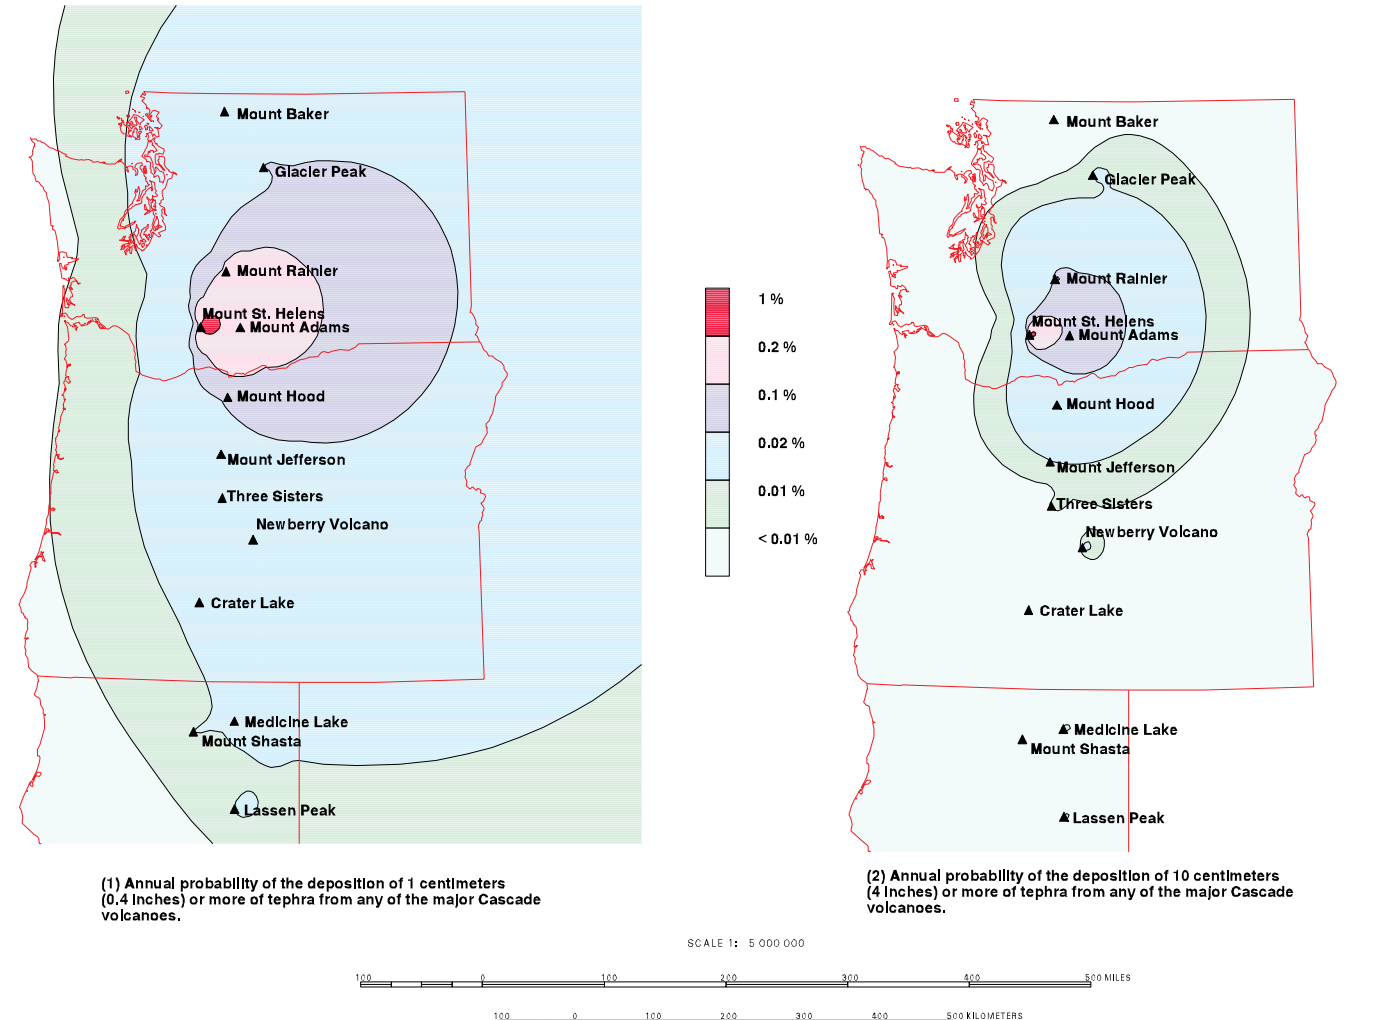 Mount Baker
Glacier Peak
Mount Rainier
Mount St. Helens
Mount Adams
Mount Hood
Mount Jefferson
Three Sisters
Newberry Volcano
Crater Lake
Medicine Lake
Mount Shasta
Lassen Peak
1 %
0.2 %
0.1 %
0.02 %
0.01 %
< 0.01 %
Mount Baker
Glacier Peak
Mount Rainier
Mount St. Helens
Mount Adams
Mount Hood
Mount Jefferson
Three Sisters
Newberry Volcano
Crater Lake
Medicine Lake
Mount Shasta
Lassen Peak
(1) Annual probability of the deposition of 1 centimeters
(0.4 inches) or more of tephra from any of the major Cascade
volcanoes.
(2) Annual probability of the deposition of 10 centimeters
(4 inches) or more of tephra from any of the major Cascade
volcanoes.
SCALE 1: 5 000 000
100 0 100 200 300 400 500 MILES
100 0 100 200 300 400 500 KILOMETERS